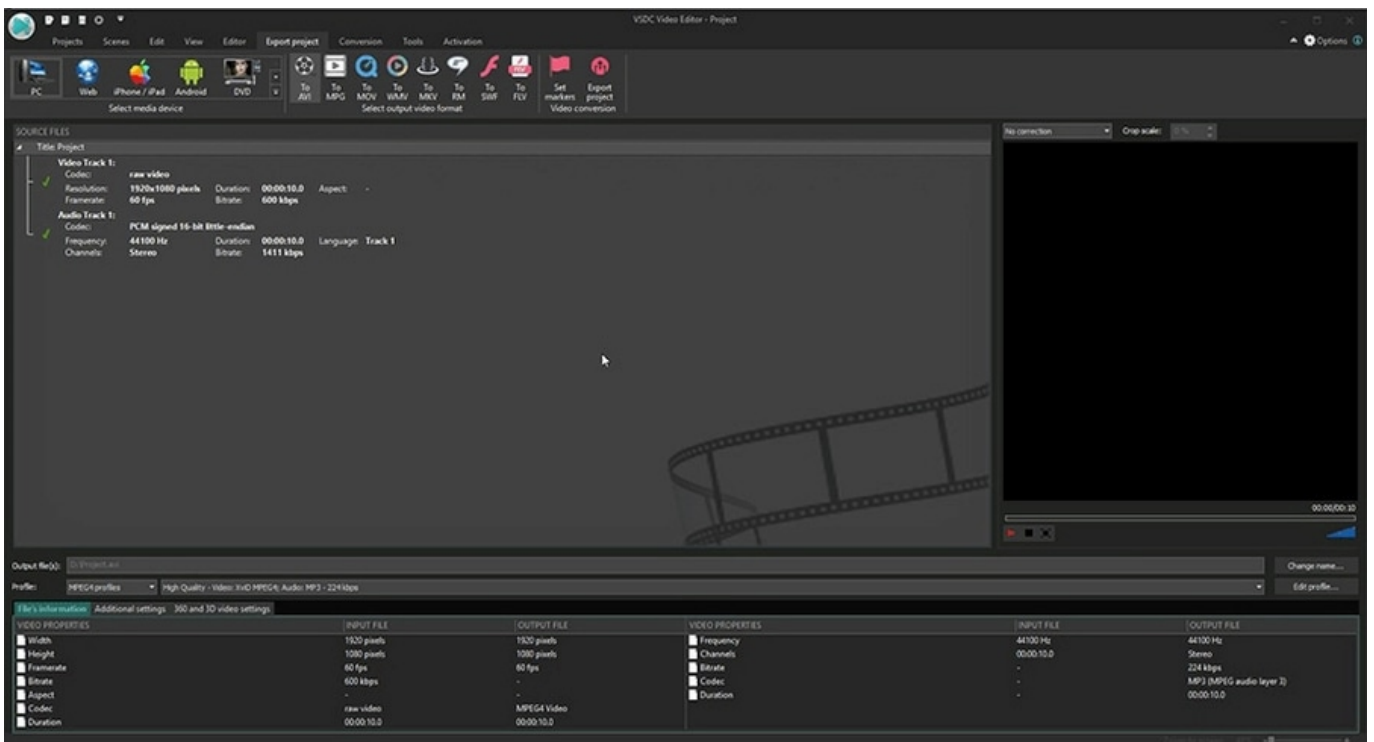 VSDC Video Editor - Project
Projects Scenes Edit View Editor Export project Conversion Tools Activation Options
PC Web iPhone / iPad Android DVD To AVI To MPG To MOV To WMV To MKV To RM To SWF To FLV Set markers Export project
Select media device Select output video format Video conversion
SOURCE FILES
No correction Crop scale: 0 %
Title Project
Video Track 1:
Codec: raw video
Resolution: 1920x1080 pixels Duration: 00:00:10.0 Aspect: -
Framerate: 60 fps Bitrate: 600 kbps
Audio Track 1:
Codec: PCM signed 16-bit little-endian
Frequency: 44100 Hz Duration: 00:00:10.0 Language: Track 1
Channels: Stereo Bitrate: 1411 kbps
00:00/00:10
Output file(s): D:\Project.avi Change name...
Profile: MPEG4 profiles High Quality - Video: XviD MPEG4; Audio: MP3 - 224 kbps Edit profile...
File's information Additional settings 360 and 3D video settings
VIDEO PROPERTIES INPUT FILE OUTPUT FILE VIDEO PROPERTIES INPUT FILE OUTPUT FILE
Width 1920 pixels 1920 pixels Frequency 44100 Hz 44100 Hz
Height 1080 pixels 1080 pixels Channels 00:00:10.0 Stereo
Framerate 60 fps 60 fps Bitrate - 224 kbps
Bitrate 600 kbps - Codec - MP3 (MPEG audio layer 3)
Aspect - - Duration - 00:00:10.0
Codec raw video MPEG4 Video
Duration 00:00:10.0 00:00:10.0